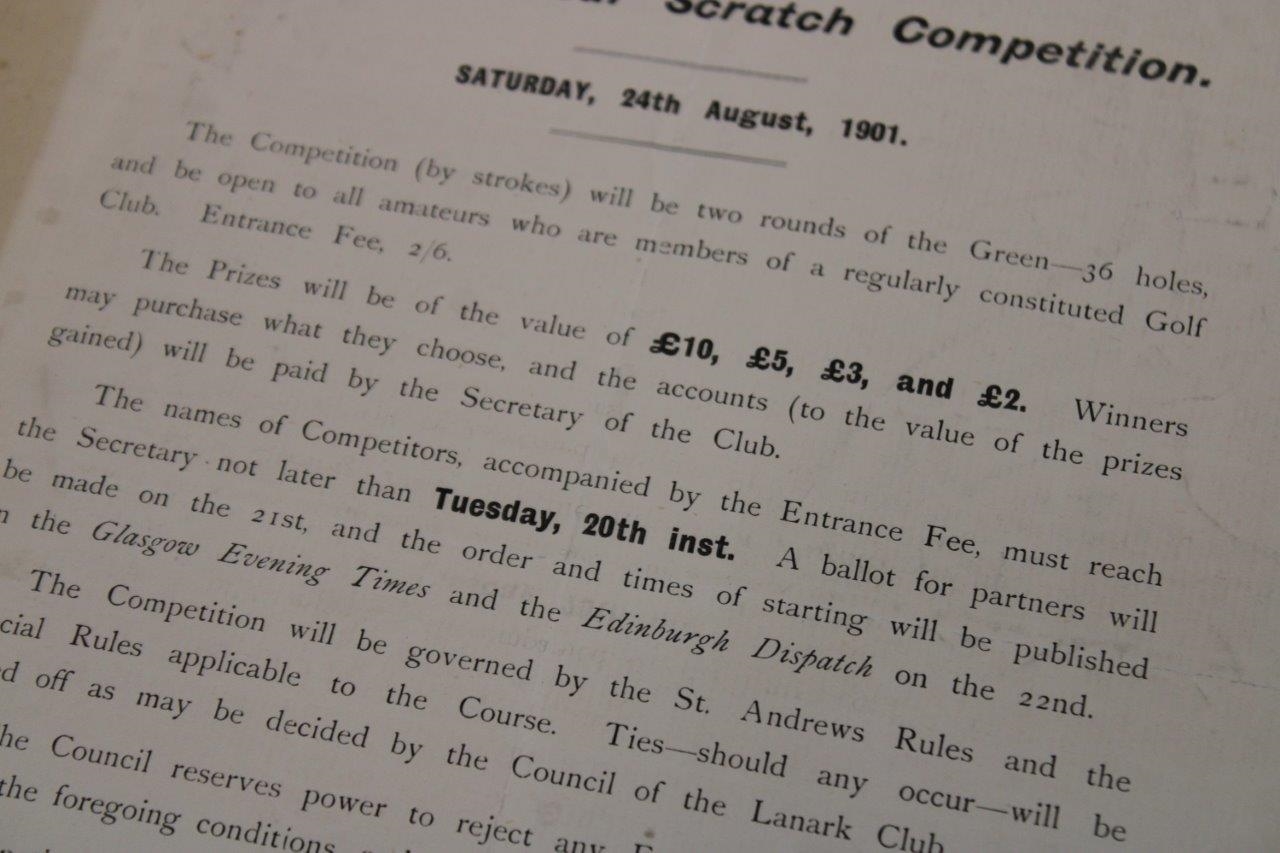 Scratch Competition.
SATURDAY, 24th August, 1901.
The Competition (by strokes) will be two rounds of the Green—36 holes,
and be open to all amateurs who are members of a regularly constituted Golf
Club. Entrance Fee, 2/6.
The Prizes will be of the value of £10, £5, £3, and £2. Winners
may purchase what they choose, and the accounts (to the value of the prizes
gained) will be paid by the Secretary of the Club.
The names of Competitors, accompanied by the Entrance Fee, must reach
the Secretary not later than Tuesday, 20th inst. A ballot for partners will
be made on the 21st, and the order and times of starting will be published
the Glasgow Evening Times and the Edinburgh Dispatch on the 22nd.
The Competition will be governed by the St. Andrews Rules and the
cial Rules applicable to the Course. Ties—should any occur—will be
d off as may be decided by the Council of the Lanark Club.
he Council reserves power to reject any
the foregoing conditions